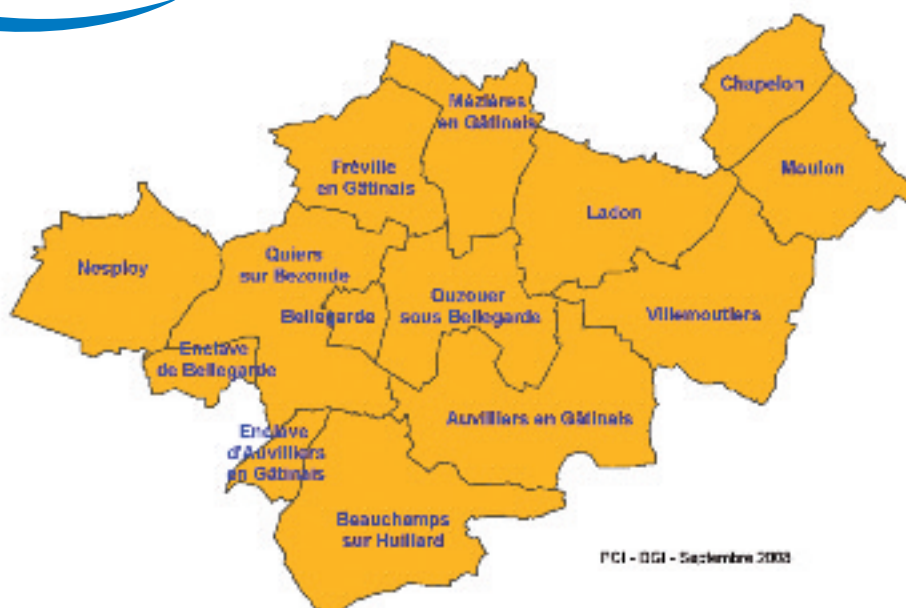 Chapelon
Mézières
en Gâtinais
Moulon
Fréville
en Gâtinais
Ladon
Nesploy
Quiers
sur Bezonde
Bellegarde
Ouzouer
sous Bellegarde
Villemoutiers
Enclave
de Bellegarde
Auvilliers en Gâtinais
Enclave
d'Auvilliers
en Gâtinais
Beauchamps
sur Huillard
PCI - DGI - Septembre 2008